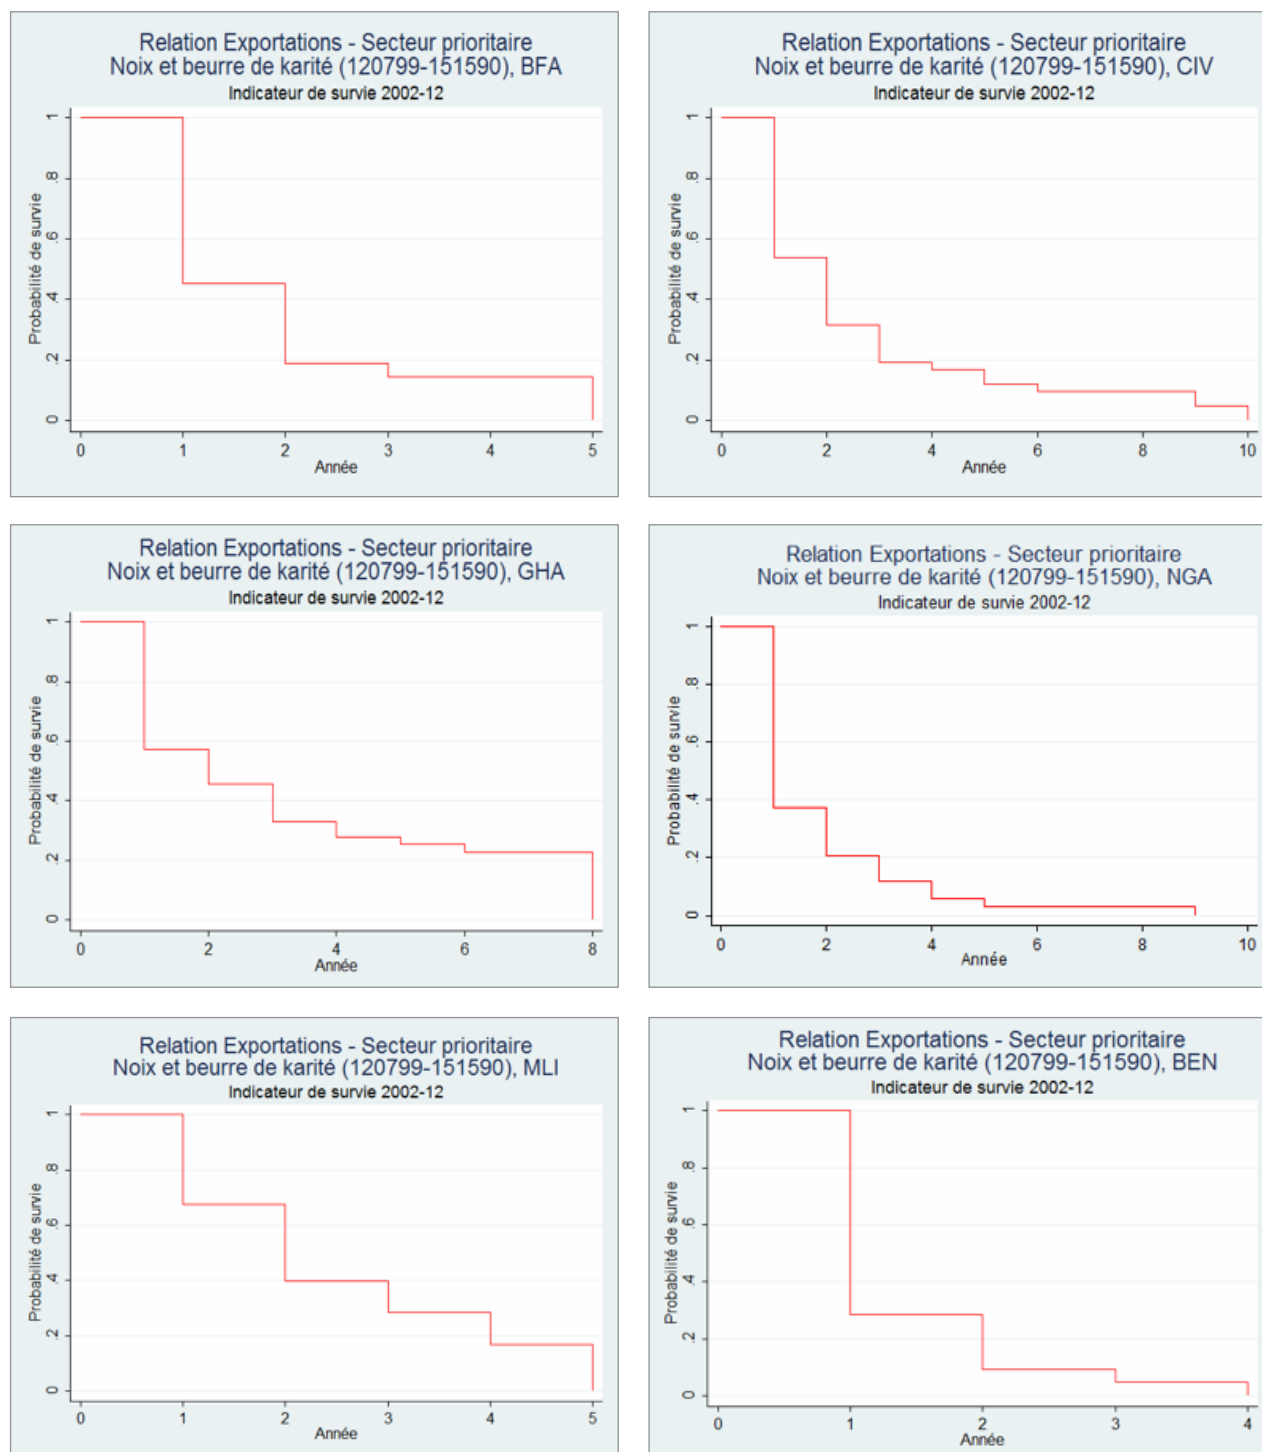 Relation Exportations - Secteur prioritaire
Noix et beurre de karité (120799-151590), BFA
Indicateur de survie 2002-12
Probabilité de survie
1
.8
.6
.4
.2
0
0 1 2 3 4 5
Année
Relation Exportations - Secteur prioritaire
Noix et beurre de karité (120799-151590), CIV
Indicateur de survie 2002-12
Probabilité de survie
1
.8
.6
.4
.2
0
0 2 4 6 8 10
Année
Relation Exportations - Secteur prioritaire
Noix et beurre de karité (120799-151590), GHA
Indicateur de survie 2002-12
Probabilité de survie
1
.8
.6
.4
.2
0
0 2 4 6 8
Année
Relation Exportations - Secteur prioritaire
Noix et beurre de karité (120799-151590), NGA
Indicateur de survie 2002-12
Probabilité de survie
1
.8
.6
.4
.2
0
0 2 4 6 8 10
Année
Relation Exportations - Secteur prioritaire
Noix et beurre de karité (120799-151590), MLI
Indicateur de survie 2002-12
Probabilité de survie
1
.8
.6
.4
.2
0
0 1 2 3 4 5
Année
Relation Exportations - Secteur prioritaire
Noix et beurre de karité (120799-151590), BEN
Indicateur de survie 2002-12
Probabilité de survie
1
.8
.6
.4
.2
0
0 1 2 3 4
Année